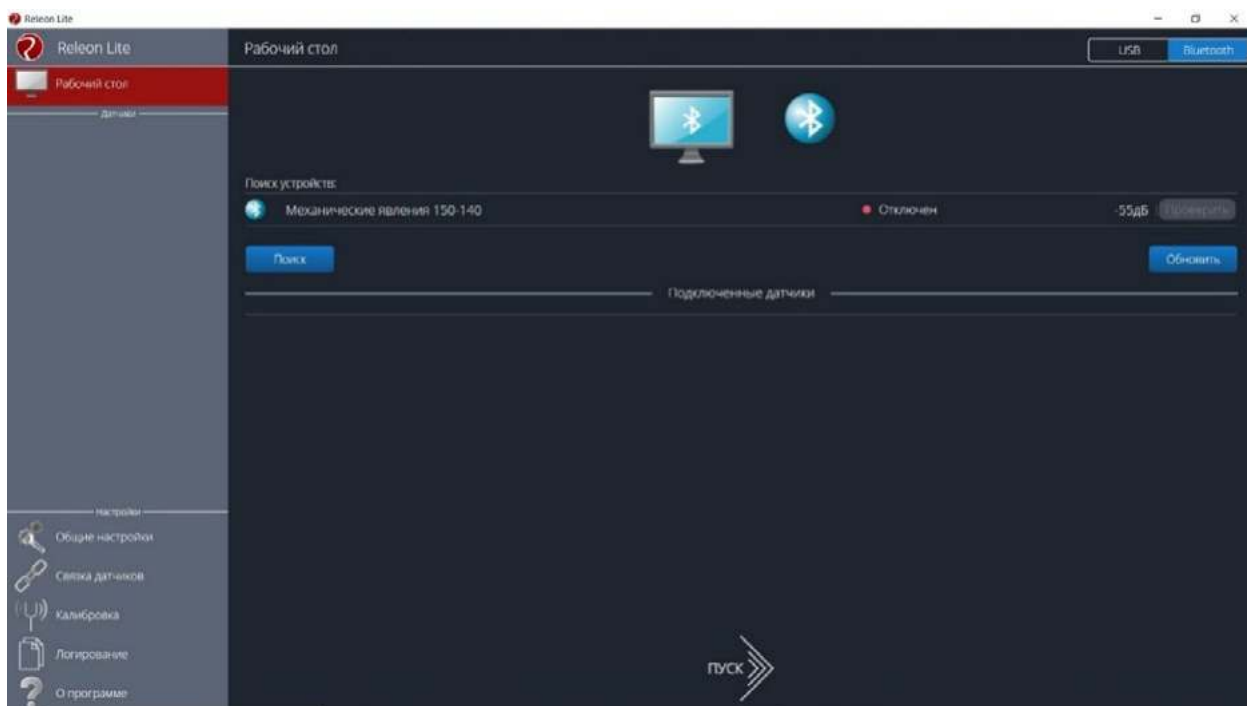 Releon Lite
Releon Lite
Рабочий стол
USB
Bluetooth
Рабочий стол
Датчики
Поиск устройств:
Механические явления 150-140
Отключен
-55дБ
Проверить
Поиск
Обновить
Подключенные датчики
Настройки
Общие настройки
Связка датчиков
Калибровка
Логирование
О программе
ПУСК